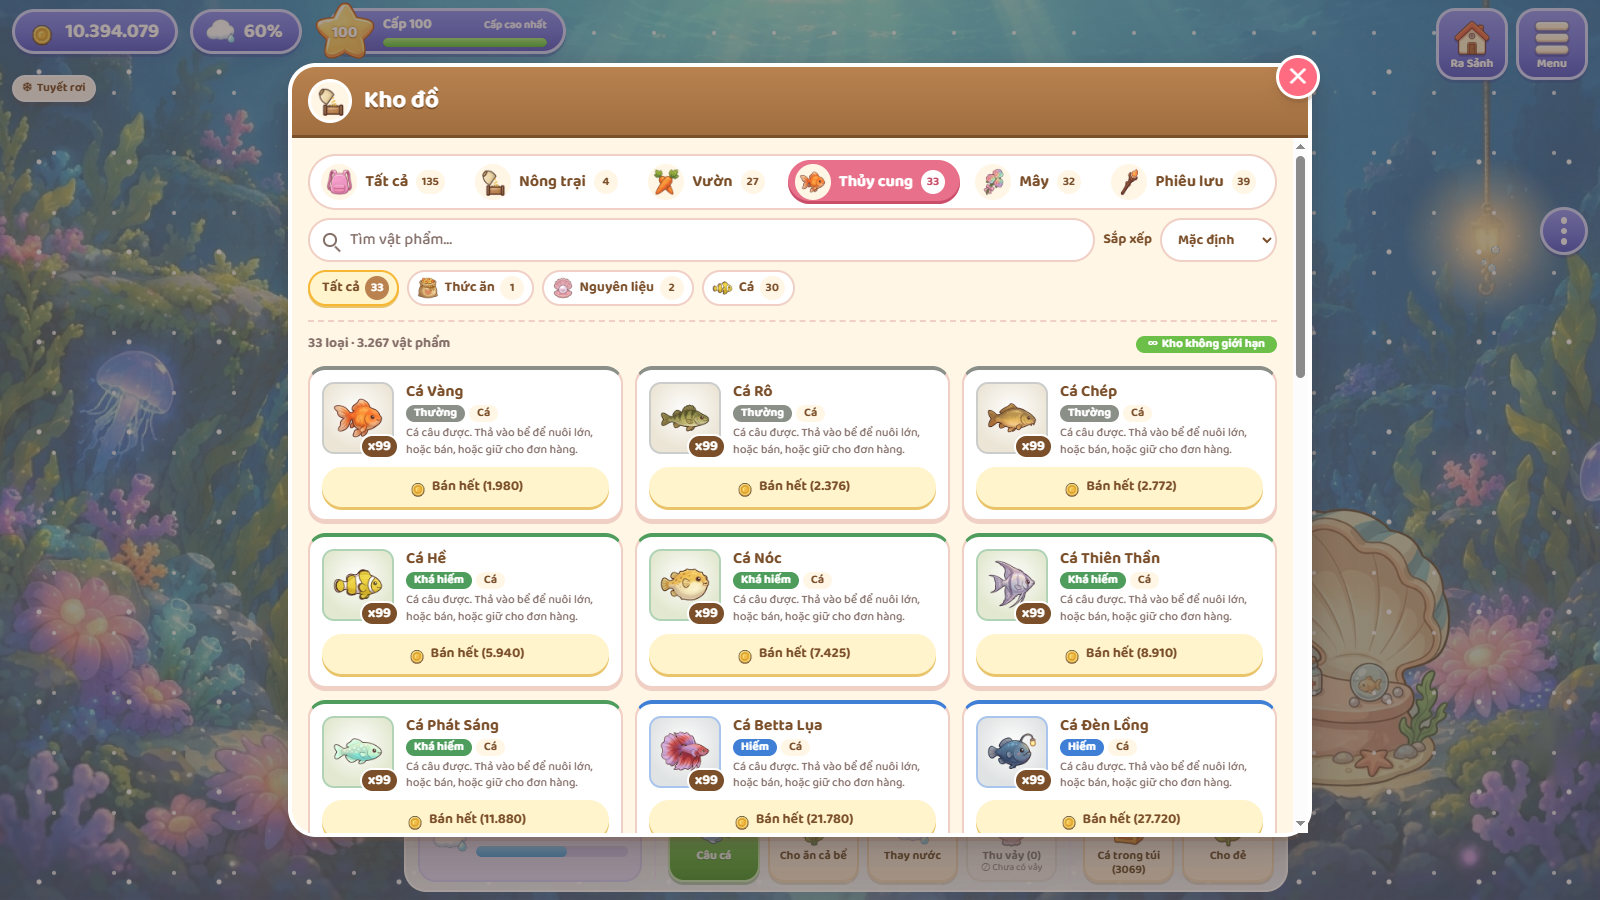 10.394.079
60%
100
Cấp 100
Cấp cao nhất
Ra Sảnh
Menu
❄ Tuyết rơi
Kho đồ
Tất cả 135
Nông trại 4
Vườn 27
Thủy cung 33
Mây 32
Phiêu lưu 39
Tìm vật phẩm...
Sắp xếp
Mặc định
Tất cả 33
Thức ăn 1
Nguyên liệu 2
Cá 30
33 loại · 3.267 vật phẩm
∞ Kho không giới hạn
Cá Vàng
Thường Cá
Cá câu được. Thả vào bể để nuôi lớn,
hoặc bán, hoặc giữ cho đơn hàng.
x99
Bán hết (1.980)
Cá Rô
Thường Cá
Cá câu được. Thả vào bể để nuôi lớn,
hoặc bán, hoặc giữ cho đơn hàng.
x99
Bán hết (2.376)
Cá Chép
Thường Cá
Cá câu được. Thả vào bể để nuôi lớn,
hoặc bán, hoặc giữ cho đơn hàng.
x99
Bán hết (2.772)
Cá Hề
Khá hiếm Cá
Cá câu được. Thả vào bể để nuôi lớn,
hoặc bán, hoặc giữ cho đơn hàng.
x99
Bán hết (5.940)
Cá Nóc
Khá hiếm Cá
Cá câu được. Thả vào bể để nuôi lớn,
hoặc bán, hoặc giữ cho đơn hàng.
x99
Bán hết (7.425)
Cá Thiên Thần
Khá hiếm Cá
Cá câu được. Thả vào bể để nuôi lớn,
hoặc bán, hoặc giữ cho đơn hàng.
x99
Bán hết (8.910)
Cá Phát Sáng
Khá hiếm Cá
Cá câu được. Thả vào bể để nuôi lớn,
hoặc bán, hoặc giữ cho đơn hàng.
x99
Bán hết (11.880)
Cá Betta Lụa
Hiếm Cá
Cá câu được. Thả vào bể để nuôi lớn,
hoặc bán, hoặc giữ cho đơn hàng.
x99
Bán hết (21.780)
Cá Đèn Lồng
Hiếm Cá
Cá câu được. Thả vào bể để nuôi lớn,
hoặc bán, hoặc giữ cho đơn hàng.
x99
Bán hết (27.720)
Câu cá
Cho ăn cả bể
Thay nước
Thu vảy (0)
Chưa có vảy
Cá trong túi
(3069)
Cho đẻ